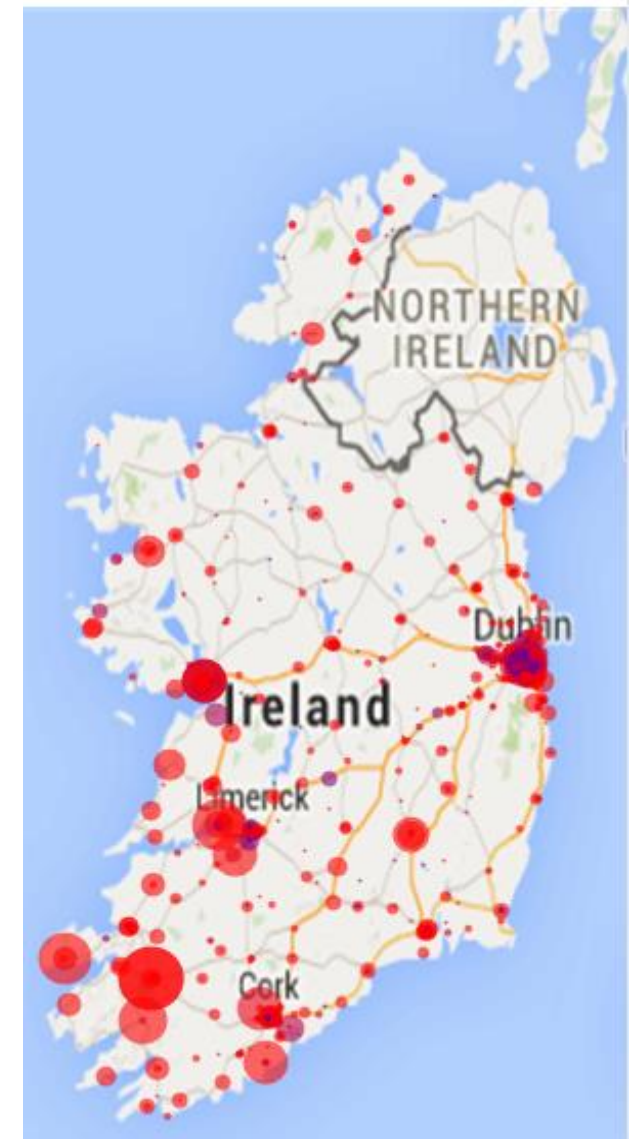 NORTHERN
IRELAND
Dublin
Ireland
Limerick
Cork